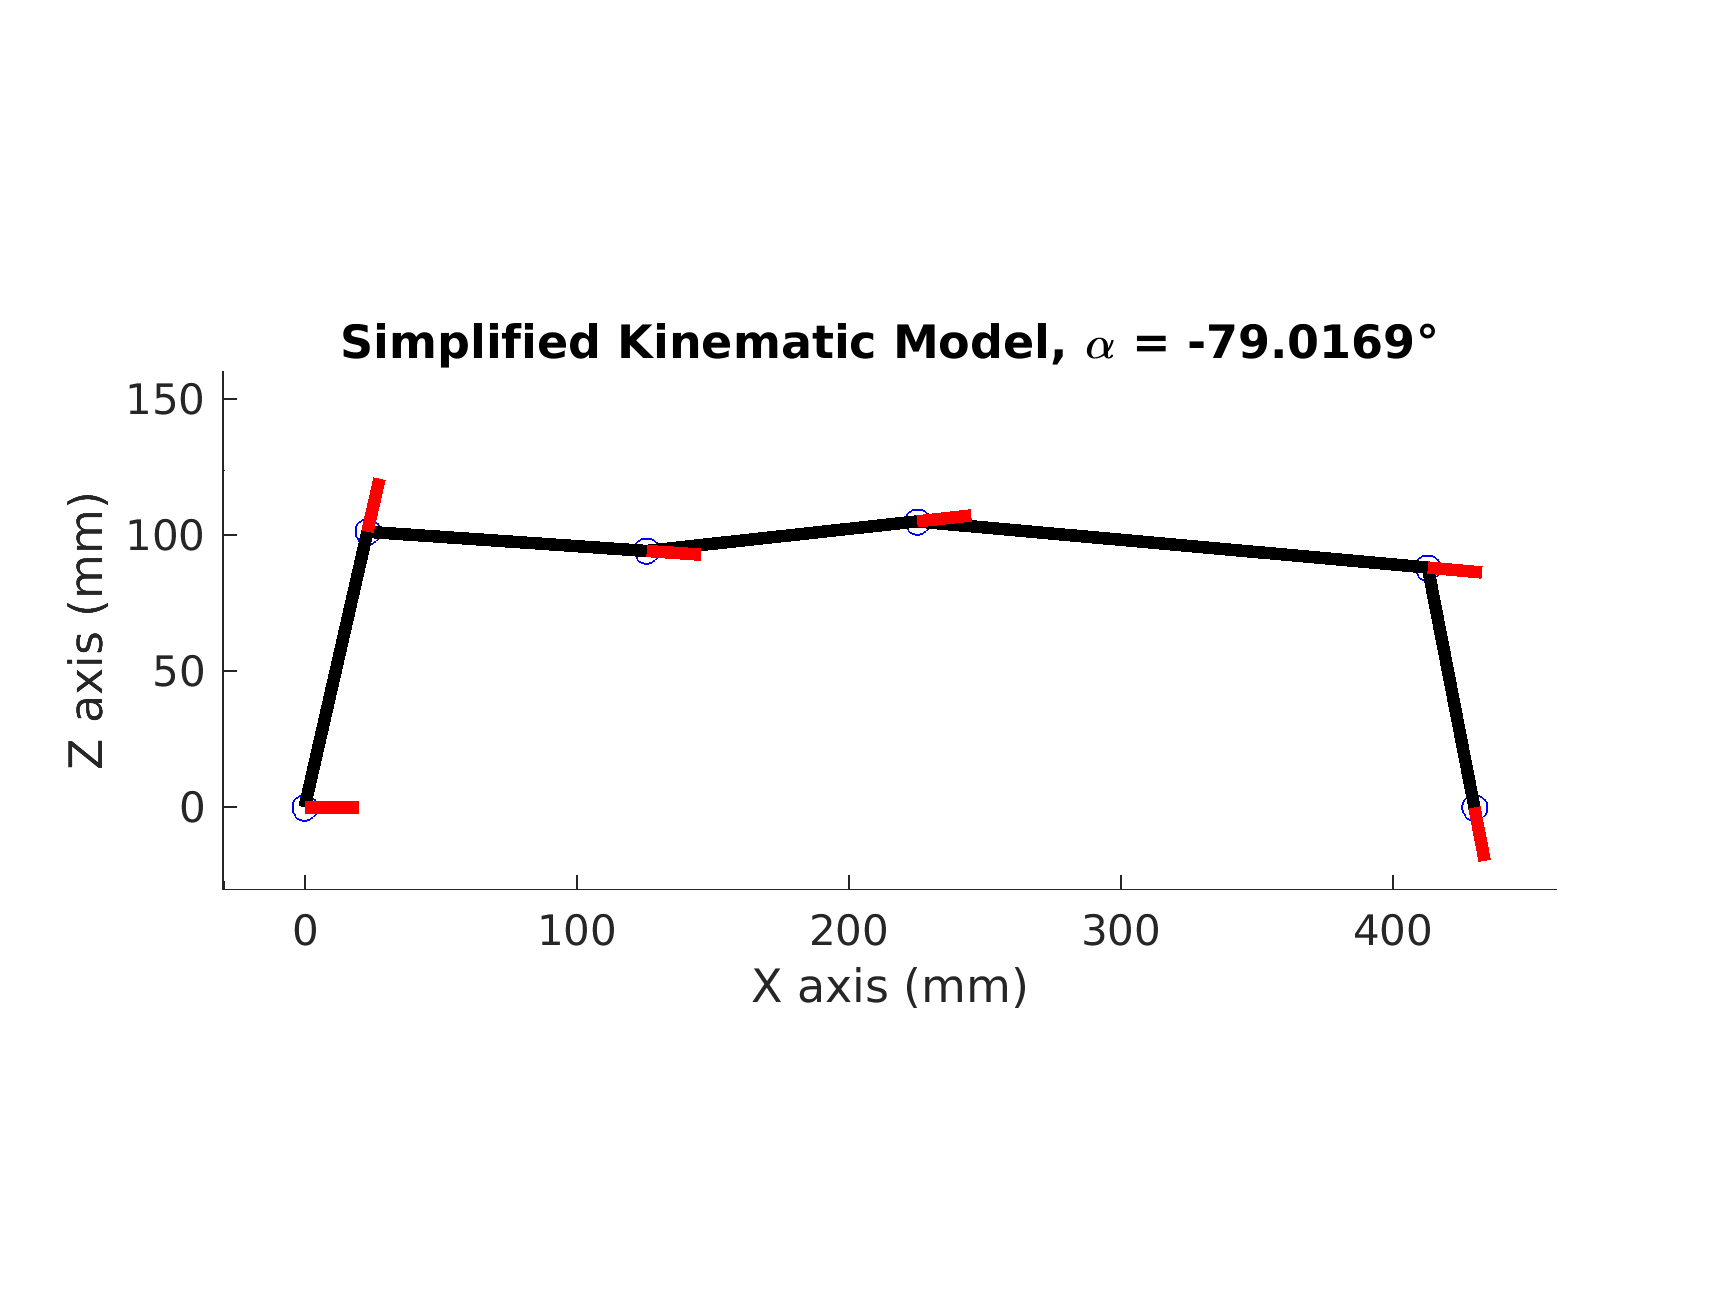 Simplified Kinematic Model, α = -79.0169°
150
100
50
0
Z axis (mm)
0 100 200 300 400
X axis (mm)